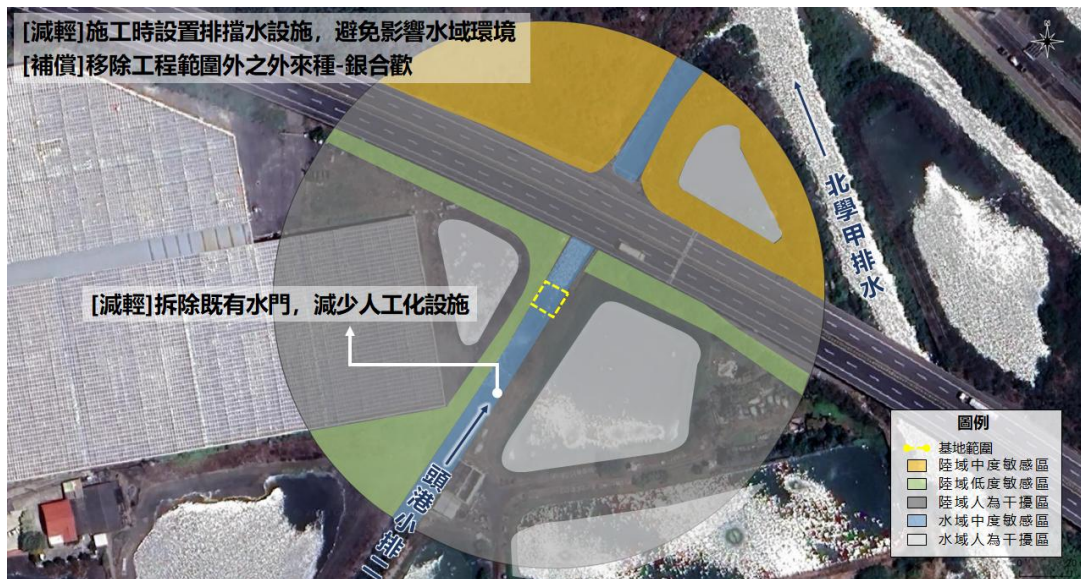 [減輕]施工時設置排擋水設施，避免影響水域環境
[補償]移除工程範圍外之外來種-銀合歡
北學甲排水
[減輕]拆除既有水門，減少人工化設施
頭港小排二
圖例
基地範圍
陸域中度敏感區
陸域低度敏感區
陸域人為干擾區
水域中度敏感區
水域人為干擾區